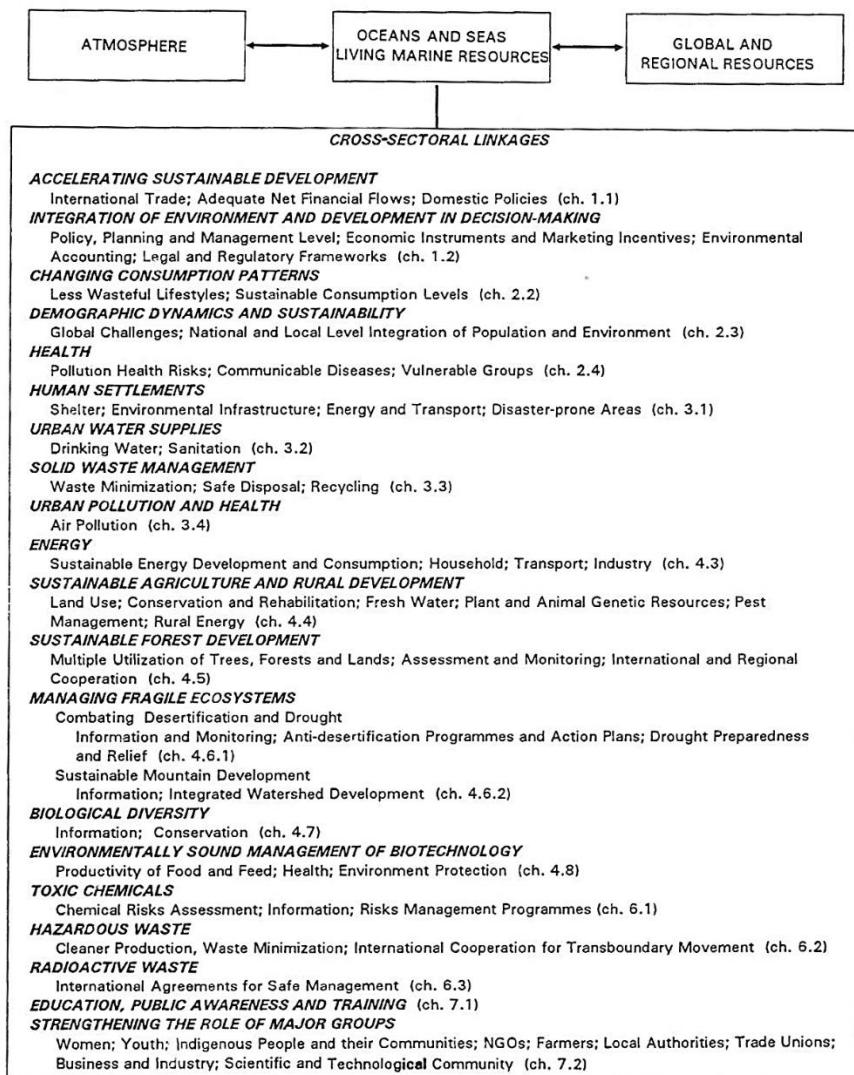 ATMOSPHERE
OCEANS AND SEAS
LIVING MARINE RESOURCES
GLOBAL AND
REGIONAL RESOURCES
CROSS-SECTORAL LINKAGES
ACCELERATING SUSTAINABLE DEVELOPMENT
International Trade; Adequate Net Financial Flows; Domestic Policies (ch. 1.1)
INTEGRATION OF ENVIRONMENT AND DEVELOPMENT IN DECISION-MAKING
Policy, Planning and Management Level; Economic Instruments and Marketing Incentives; Environmental
Accounting; Legal and Regulatory Frameworks (ch. 1.2)
CHANGING CONSUMPTION PATTERNS
Less Wasteful Lifestyles; Sustainable Consumption Levels (ch. 2.2)
DEMOGRAPHIC DYNAMICS AND SUSTAINABILITY
Global Challenges; National and Local Level Integration of Population and Environment (ch. 2.3)
HEALTH
Pollution Health Risks; Communicable Diseases; Vulnerable Groups (ch. 2.4)
HUMAN SETTLEMENTS
Shelter; Environmental Infrastructure; Energy and Transport; Disaster-prone Areas (ch. 3.1)
URBAN WATER SUPPLIES
Drinking Water; Sanitation (ch. 3.2)
SOLID WASTE MANAGEMENT
Waste Minimization; Safe Disposal; Recycling (ch. 3.3)
URBAN POLLUTION AND HEALTH
Air Pollution (ch. 3.4)
ENERGY
Sustainable Energy Development and Consumption; Household; Transport; Industry (ch. 4.3)
SUSTAINABLE AGRICULTURE AND RURAL DEVELOPMENT
Land Use; Conservation and Rehabilitation; Fresh Water; Plant and Animal Genetic Resources; Pest
Management; Rural Energy (ch. 4.4)
SUSTAINABLE FOREST DEVELOPMENT
Multiple Utilization of Trees, Forests and Lands; Assessment and Monitoring; International and Regional
Cooperation (ch. 4.5)
MANAGING FRAGILE ECOSYSTEMS
Combating Desertification and Drought
Information and Monitoring; Anti-desertification Programmes and Action Plans; Drought Preparedness
and Relief (ch. 4.6.1)
Sustainable Mountain Development
Information; Integrated Watershed Development (ch. 4.6.2)
BIOLOGICAL DIVERSITY
Information; Conservation (ch. 4.7)
ENVIRONMENTALLY SOUND MANAGEMENT OF BIOTECHNOLOGY
Productivity of Food and Feed; Health; Environment Protection (ch. 4.8)
TOXIC CHEMICALS
Chemical Risks Assessment; Information; Risks Management Programmes (ch. 6.1)
HAZARDOUS WASTE
Cleaner Production, Waste Minimization; International Cooperation for Transboundary Movement (ch. 6.2)
RADIOACTIVE WASTE
International Agreements for Safe Management (ch. 6.3)
EDUCATION, PUBLIC AWARENESS AND TRAINING (ch. 7.1)
STRENGTHENING THE ROLE OF MAJOR GROUPS
Women; Youth; Indigenous People and their Communities; NGOs; Farmers; Local Authorities; Trade Unions;
Business and Industry; Scientific and Technological Community (ch. 7.2)